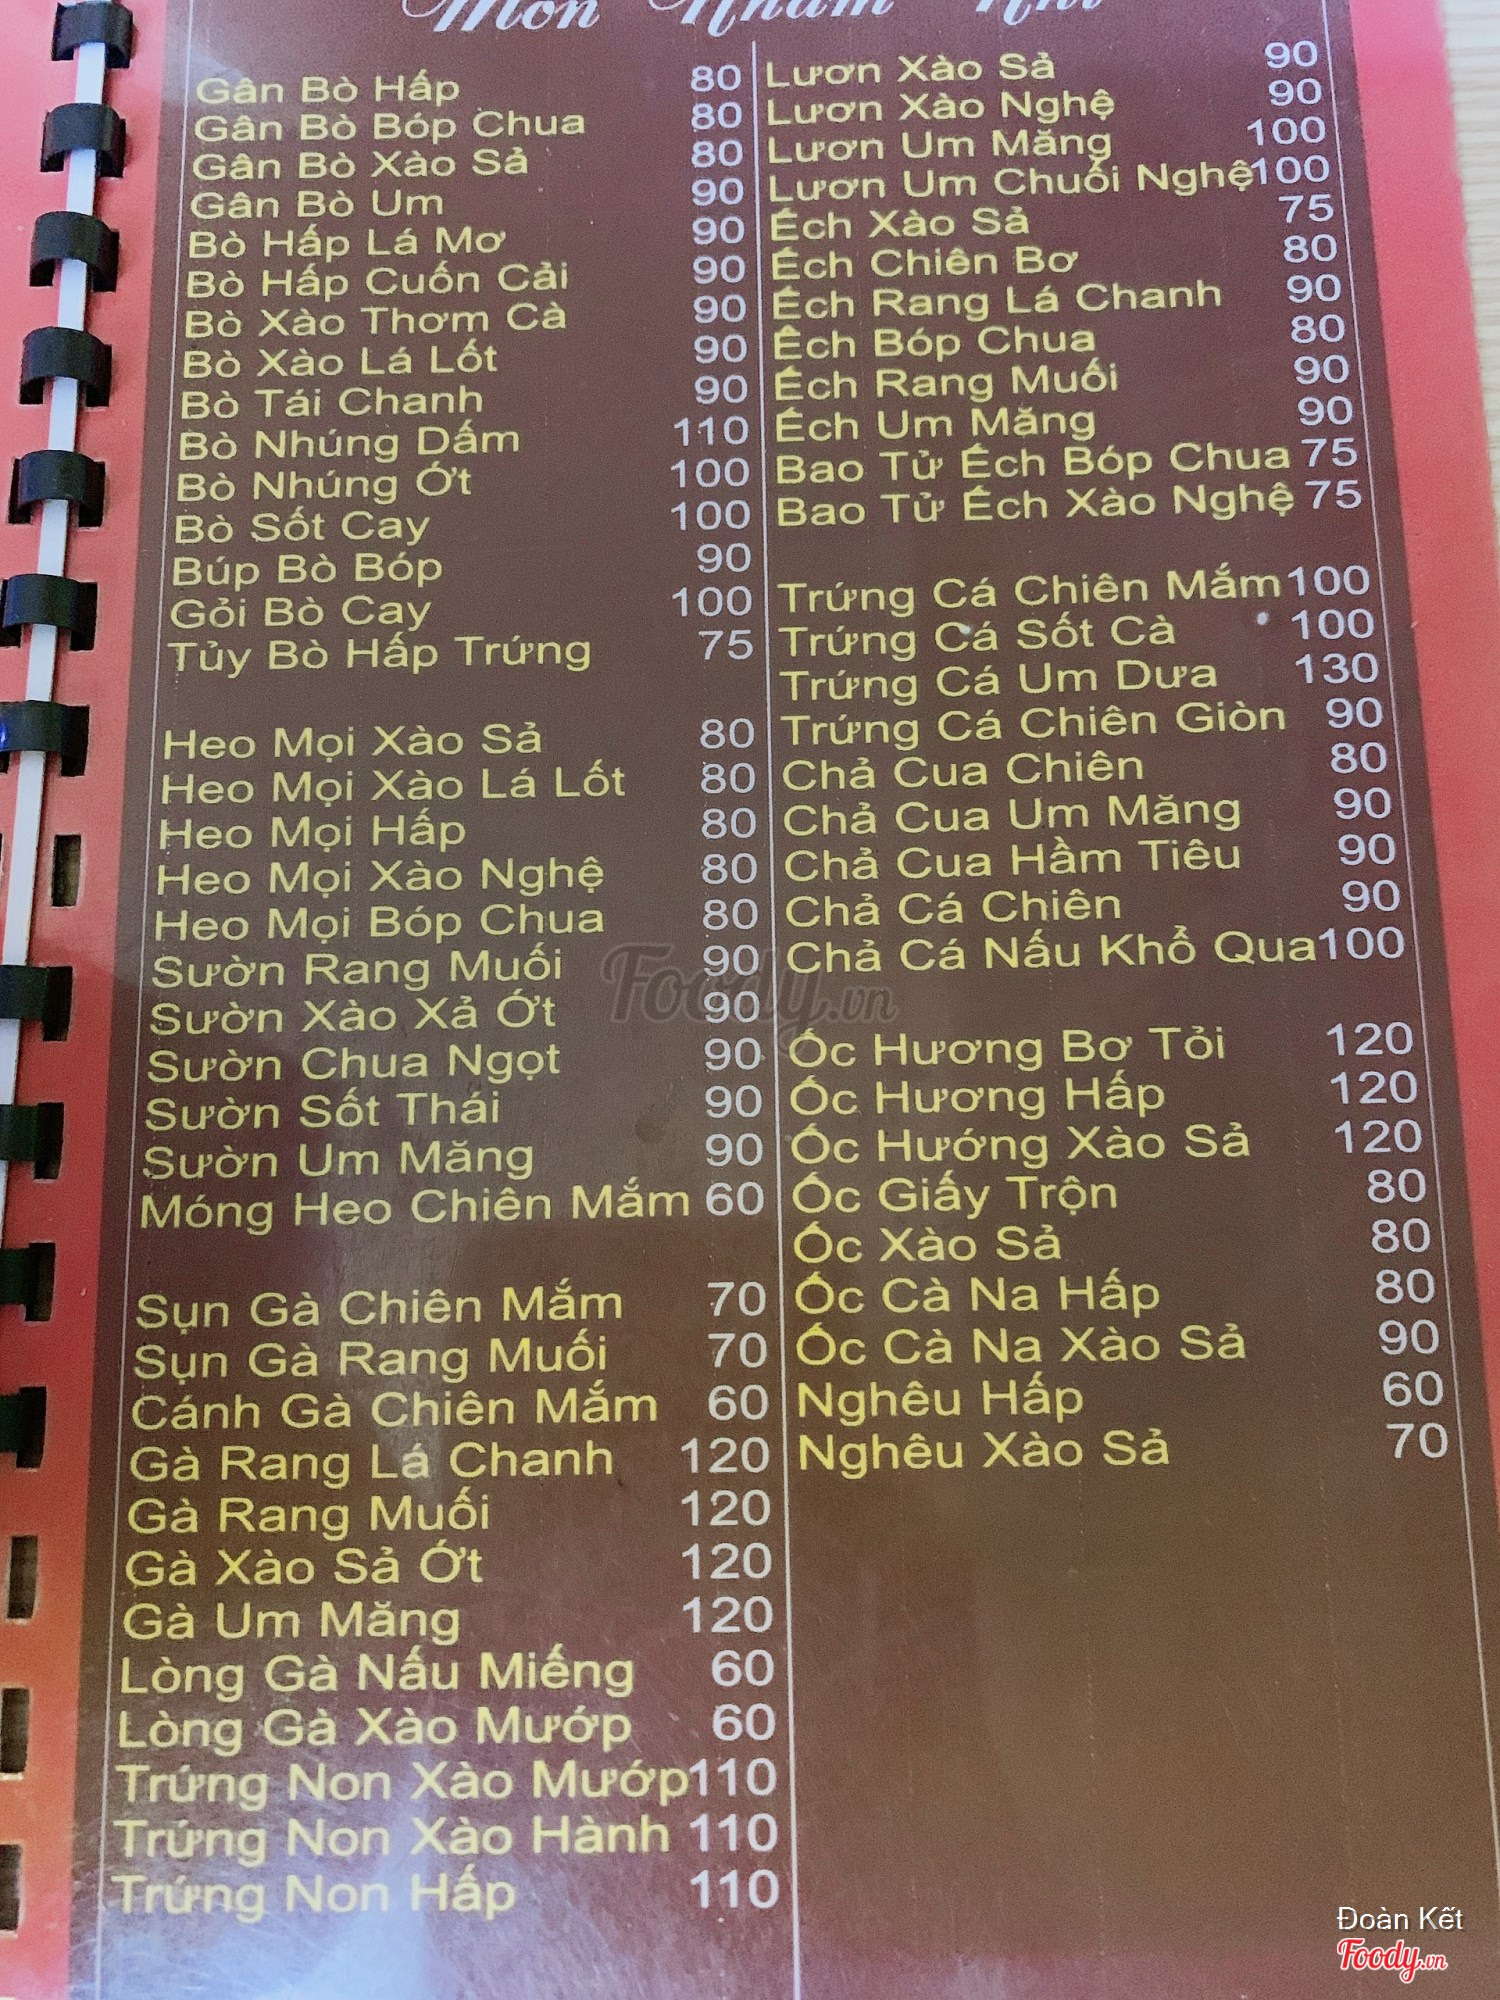 Món Nhâm Nhi
Gân Bò Hấp 80
Gân Bò Bóp Chua 80
Gân Bò Xào Sả 80
Gân Bò Um 90
Bò Hấp Lá Mơ 90
Bò Hấp Cuốn Cải 90
Bò Xào Thơm Cà 90
Bò Xào Lá Lốt 90
Bò Tái Chanh 90
Bò Nhúng Dấm 110
Bò Nhúng Ớt 100
Bò Sốt Cay 100
Búp Bò Bóp 90
Gỏi Bò Cay 100
Tủy Bò Hấp Trứng 75
Heo Mọi Xào Sả 80
Heo Mọi Xào Lá Lốt 80
Heo Mọi Hấp 80
Heo Mọi Xào Nghệ 80
Heo Mọi Bóp Chua 80
Sườn Rang Muối 90
Sườn Xào Xả Ớt 90
Sườn Chua Ngọt 90
Sườn Sốt Thái 90
Sườn Um Măng 90
Móng Heo Chiên Mắm 60
Sụn Gà Chiên Mắm 70
Sụn Gà Rang Muối 70
Cánh Gà Chiên Mắm 60
Gà Rang Lá Chanh 120
Gà Rang Muối 120
Gà Xào Sả Ớt 120
Gà Um Măng 120
Lòng Gà Nấu Miếng 60
Lòng Gà Xào Mướp 60
Trứng Non Xào Mướp 110
Trứng Non Xào Hành 110
Trứng Non Hấp 110
Lươn Xào Sả 90
Lươn Xào Nghệ 90
Lươn Um Măng 100
Lươn Um Chuối Nghệ 100
Ếch Xào Sả 75
Ếch Chiên Bơ 80
Ếch Rang Lá Chanh 90
Ếch Bóp Chua 80
Ếch Rang Muối 90
Ếch Um Măng 90
Bao Tử Ếch Bóp Chua 75
Bao Tử Ếch Xào Nghệ 75
Trứng Cá Chiên Mắm 100
Trứng Cá Sốt Cà 100
Trứng Cá Um Dưa 130
Trứng Cá Chiên Giòn 90
Chả Cua Chiên 80
Chả Cua Um Măng 90
Chả Cua Hầm Tiêu 90
Chả Cá Chiên 90
Chả Cá Nấu Khổ Qua 100
Ốc Hương Bơ Tỏi 120
Ốc Hương Hấp 120
Ốc Hướng Xào Sả 120
Ốc Giấy Trộn 80
Ốc Xào Sả 80
Ốc Cà Na Hấp 80
Ốc Cà Na Xào Sả 90
Nghêu Hấp 60
Nghêu Xào Sả 70
Foody.vn
Đoàn Kết
Foody.vn